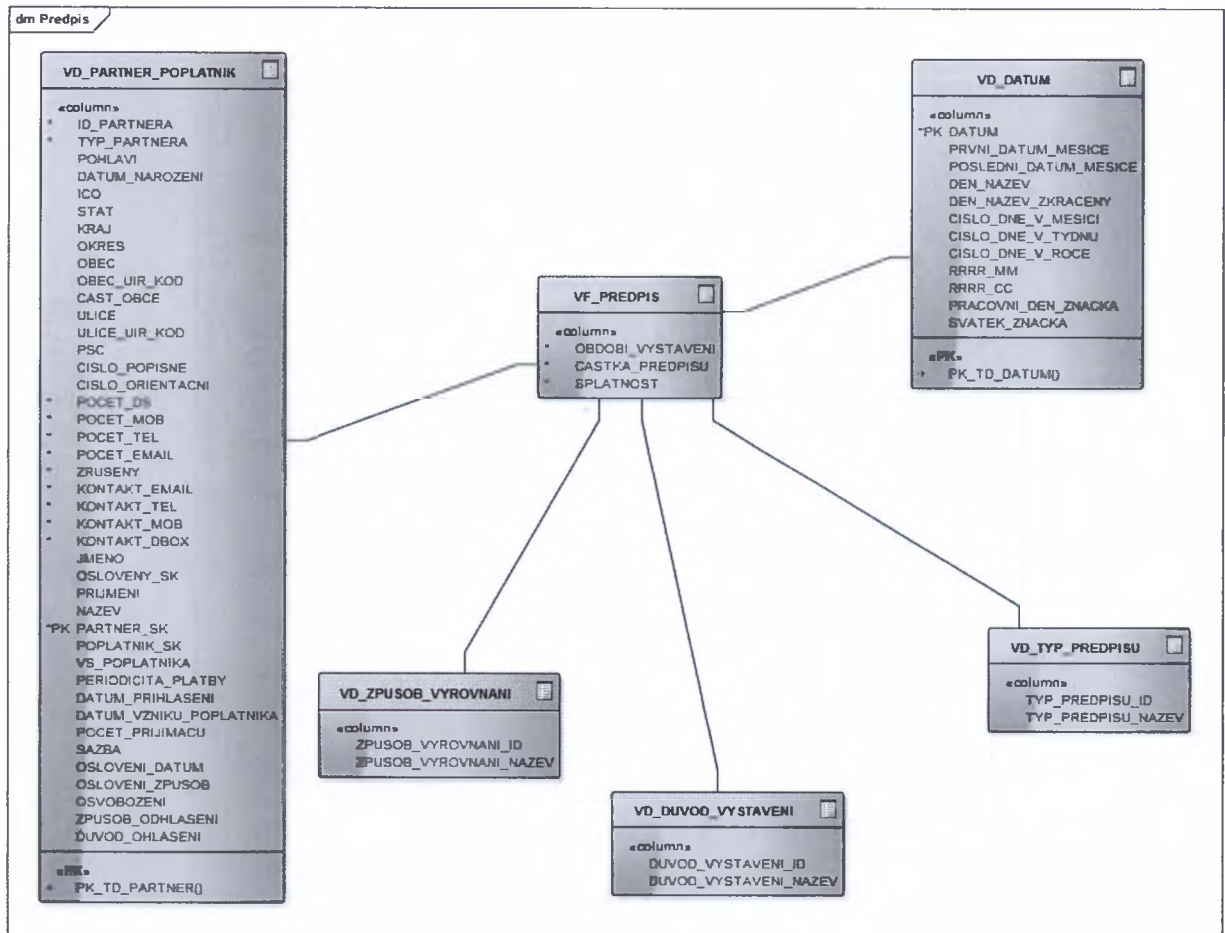 dm Predpis
VD_PARTNER_POPLATNIK
«column»
* ID_PARTNERA
* TYP_PARTNERA
POHLAVI
DATUM_NAROZENI
ICO
STAT
KRAJ
OKRES
OBEC
OBEC_UIR_KOD
CAST_OBCE
ULICE
ULICE_UIR_KOD
PSC
CISLO_POPISNE
CISLO_ORIENTACNI
* POCET_DS
* POCET_MOB
* POCET_TEL
* POCET_EMAIL
* ZRUSENY
* KONTAKT_EMAIL
* KONTAKT_TEL
* KONTAKT_MOB
* KONTAKT_DBOX
JMENO
OSLOVENY_SK
PRIJMENI
NAZEV
*PK PARTNER_SK
POPLATNIK_SK
VS_POPLATNIKA
PERIODICITA_PLATBY
DATUM_PRIHLASENI
DATUM_VZNIKU_POPLATNIKA
POCET_PRIJIMACU
SAZBA
OSLOVENI_DATUM
OSLOVENI_ZPUSOB
OSVOBOZENI
ZPUSOB_ODHLASENI
DUVOD_OHLASENI
«PK»
+ PK_TD_PARTNER()
VD_DATUM
«column»
*PK DATUM
PRVNI_DATUM_MESICE
POSLEDNI_DATUM_MESICE
DEN_NAZEV
DEN_NAZEV_ZKRACENY
CISLO_DNE_V_MESICI
CISLO_DNE_V_TYDNU
CISLO_DNE_V_ROCE
RRRR_MM
RRRR_CC
PRACOVNI_DEN_ZNACKA
SVATEK_ZNACKA
«PK»
+ PK_TD_DATUM()
VF_PREDPIS
«column»
* OBDOBI_VYSTAVENI
* CASTKA_PREDPISU
* SPLATNOST
VD_TYP_PREDPISU
«column»
TYP_PREDPISU_ID
TYP_PREDPISU_NAZEV
VD_ZPUSOB_VYROVNANI
«column»
ZPUSOB_VYROVNANI_ID
ZPUSOB_VYROVNANI_NAZEV
VD_DUVOD_VYSTAVENI
«column»
DUVOD_VYSTAVENI_ID
DUVOD_VYSTAVENI_NAZEV